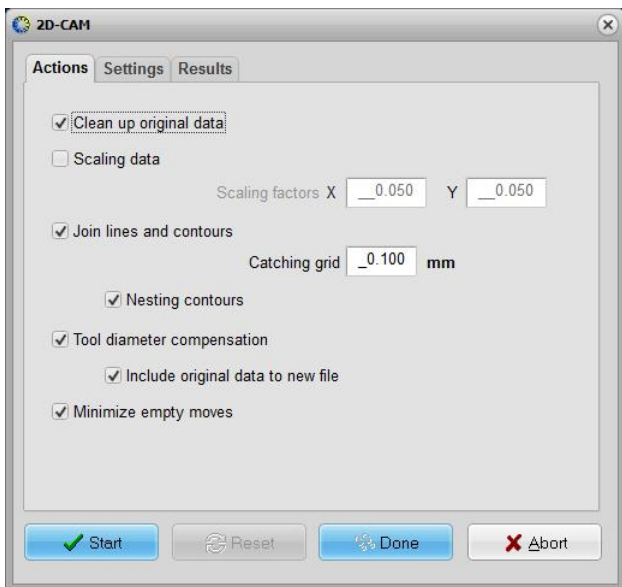 2D-CAM
Actions Settings Results
Clean up original data
Scaling data
Scaling factors X __0.050 Y __0.050
Join lines and contours
Catching grid _0.100 mm
Nesting contours
Tool diameter compensation
Include original data to new file
Minimize empty moves
Start Reset Done Abort